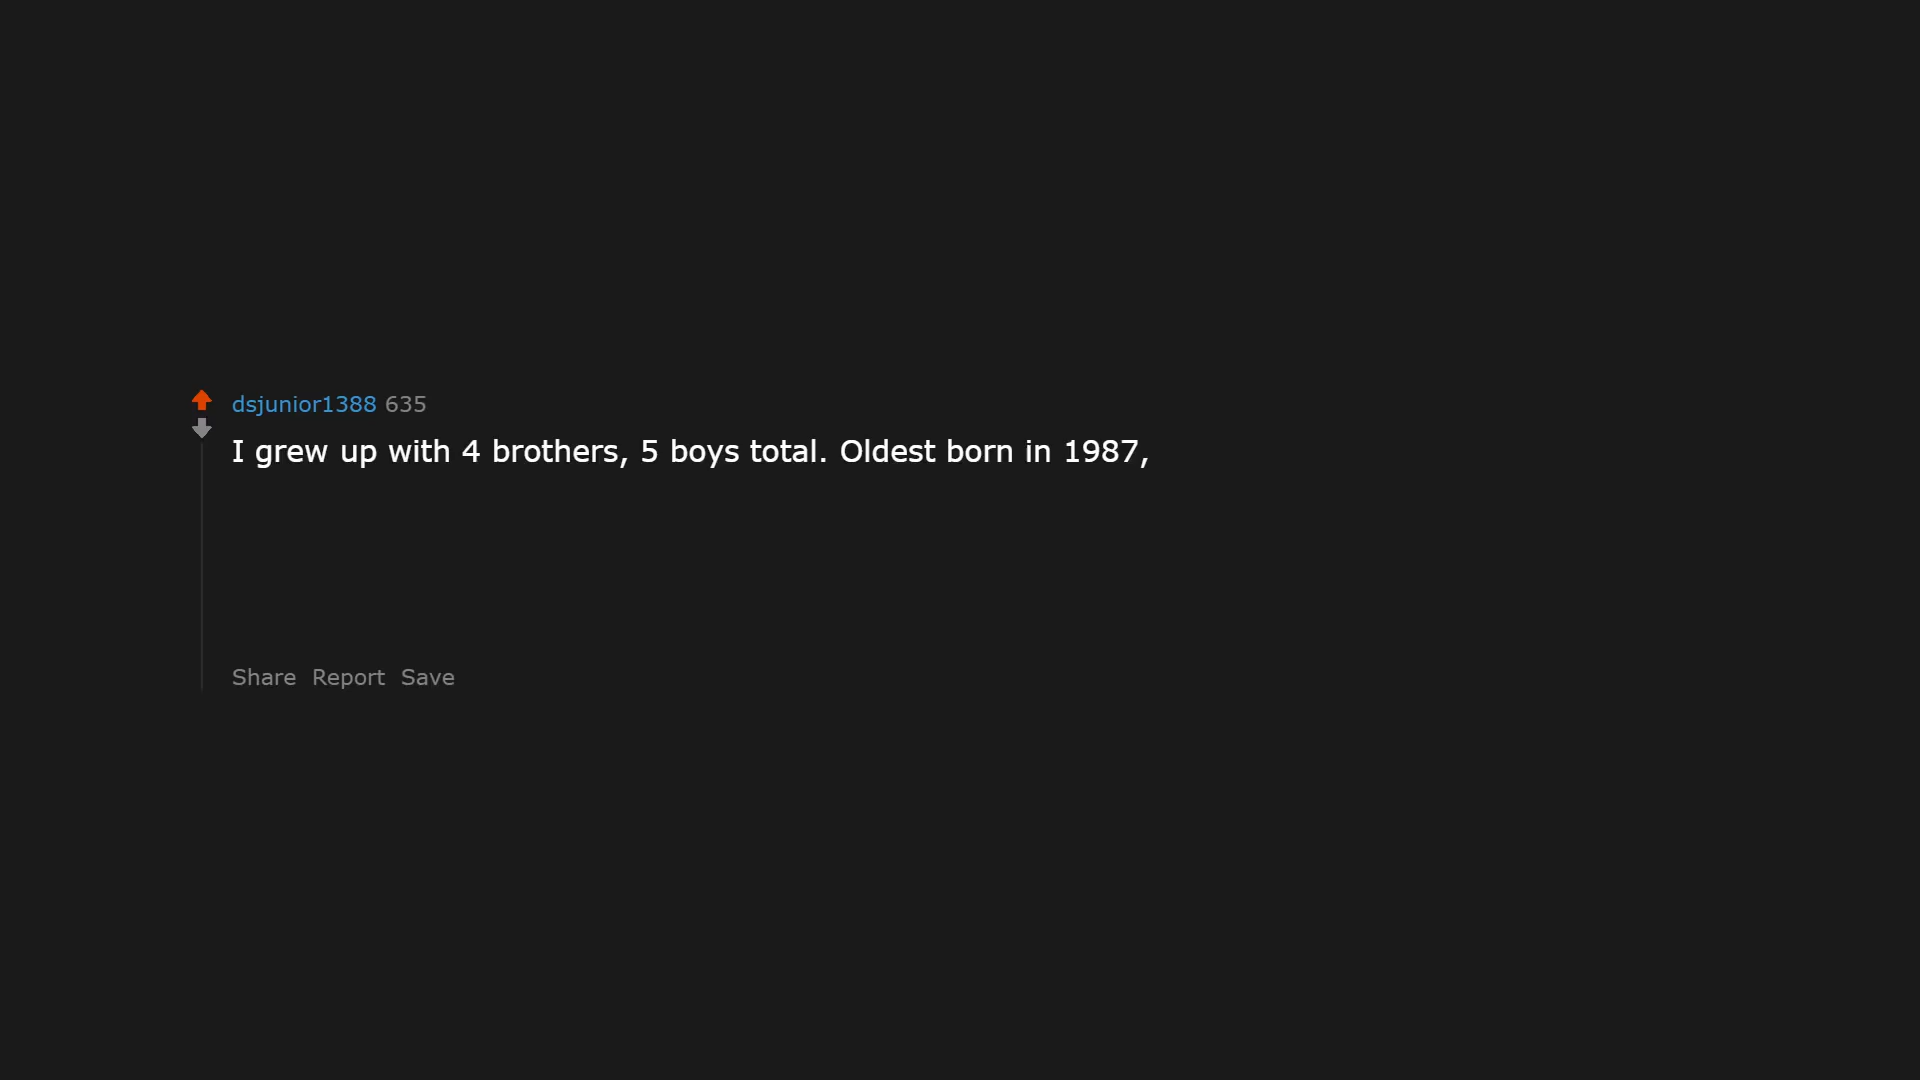 dsjunior1388 635
I grew up with 4 brothers, 5 boys total. Oldest born in 1987,
Share Report Save